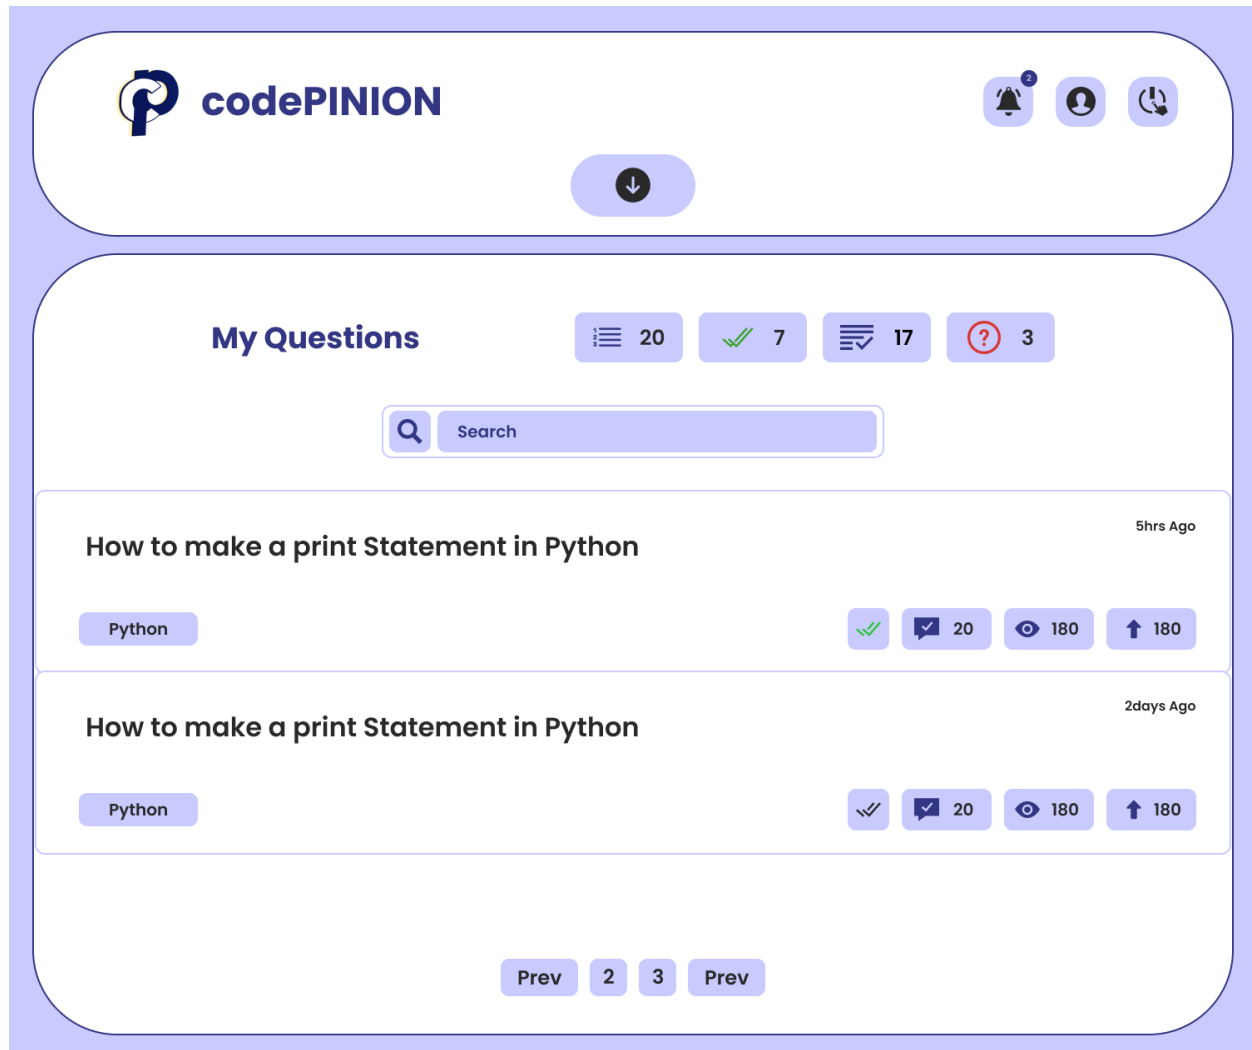 codePINION
2
My Questions
20
7
17
3
Search
5hrs Ago
How to make a print Statement in Python
Python
20
180
180
2days Ago
How to make a print Statement in Python
Python
20
180
180
Prev 2 3 Prev